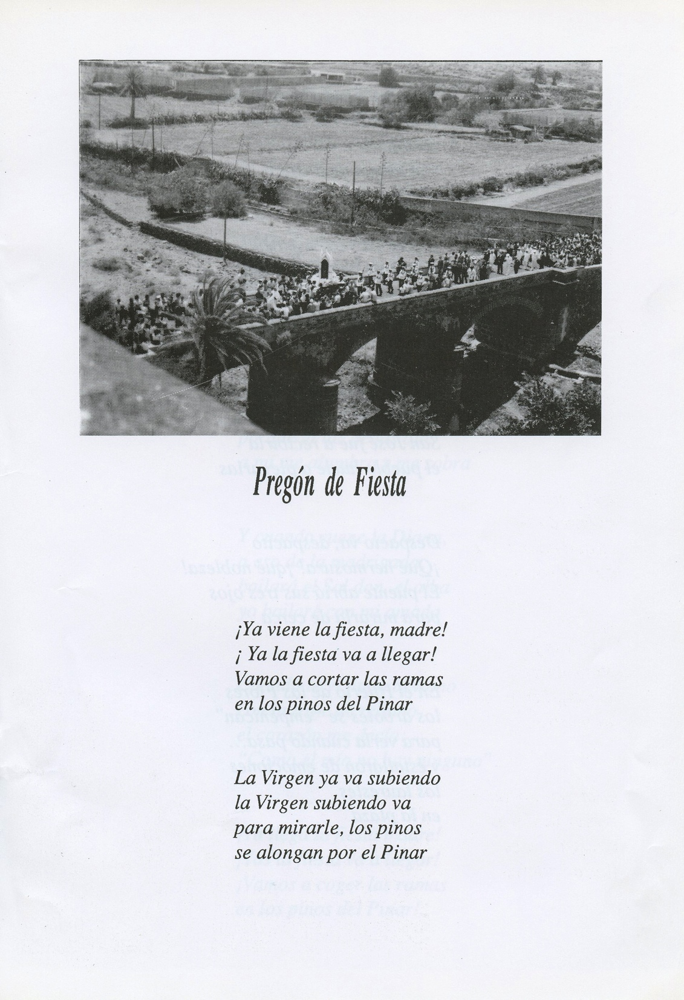 Pregón de Fiesta
¡Ya viene la fiesta, madre!
¡ Ya la fiesta va a llegar!
Vamos a cortar las ramas
en los pinos del Pinar
La Virgen ya va subiendo
la Virgen subiendo va
para mirarle, los pinos
se alongan por el Pinar